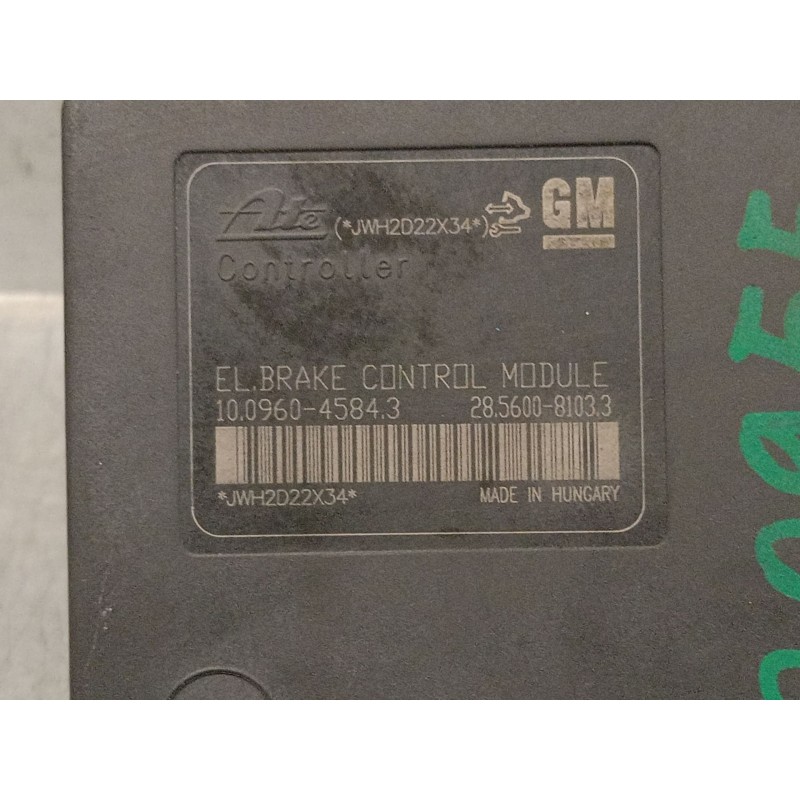 Ate (*JWH2D22X34*) GM
Controller
EL.BRAKE CONTROL MODULE
10.0960-4584.3 28.5600-8103.3
*JWH2D22X34* MADE IN HUNGARY